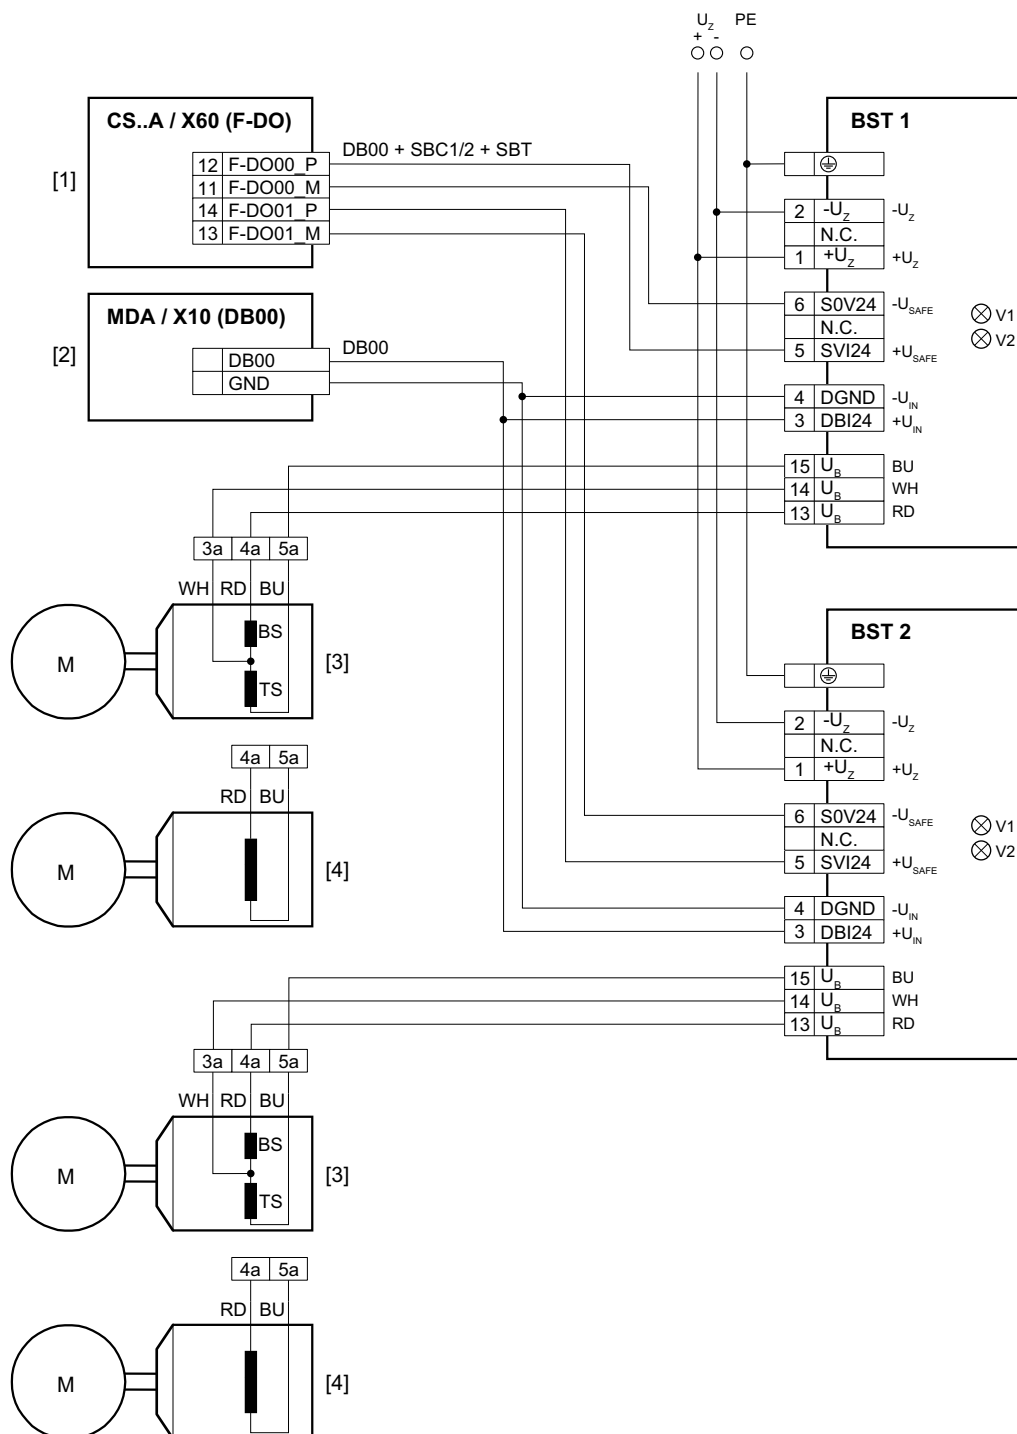 U_Z PE
+ -
CS..A / X60 (F-DO)
[1]
12 F-DO00_P
11 F-DO00_M
14 F-DO01_P
13 F-DO01_M
DB00 + SBC1/2 + SBT
MDA / X10 (DB00)
[2]
DB00
GND
DB00
BST 1
2 -U_Z -U_Z
N.C.
1 +U_Z +U_Z
6 S0V24 -U_SAFE
N.C.
5 SVI24 +U_SAFE
V1
V2
4 DGND -U_IN
3 DBI24 +U_IN
15 U_B BU
14 U_B WH
13 U_B RD
3a 4a 5a
WH RD BU
M
BS
TS
[3]
4a 5a
RD BU
M
[4]
BST 2
2 -U_Z -U_Z
N.C.
1 +U_Z +U_Z
6 S0V24 -U_SAFE
N.C.
5 SVI24 +U_SAFE
V1
V2
4 DGND -U_IN
3 DBI24 +U_IN
15 U_B BU
14 U_B WH
13 U_B RD
3a 4a 5a
WH RD BU
M
BS
TS
[3]
4a 5a
RD BU
M
[4]